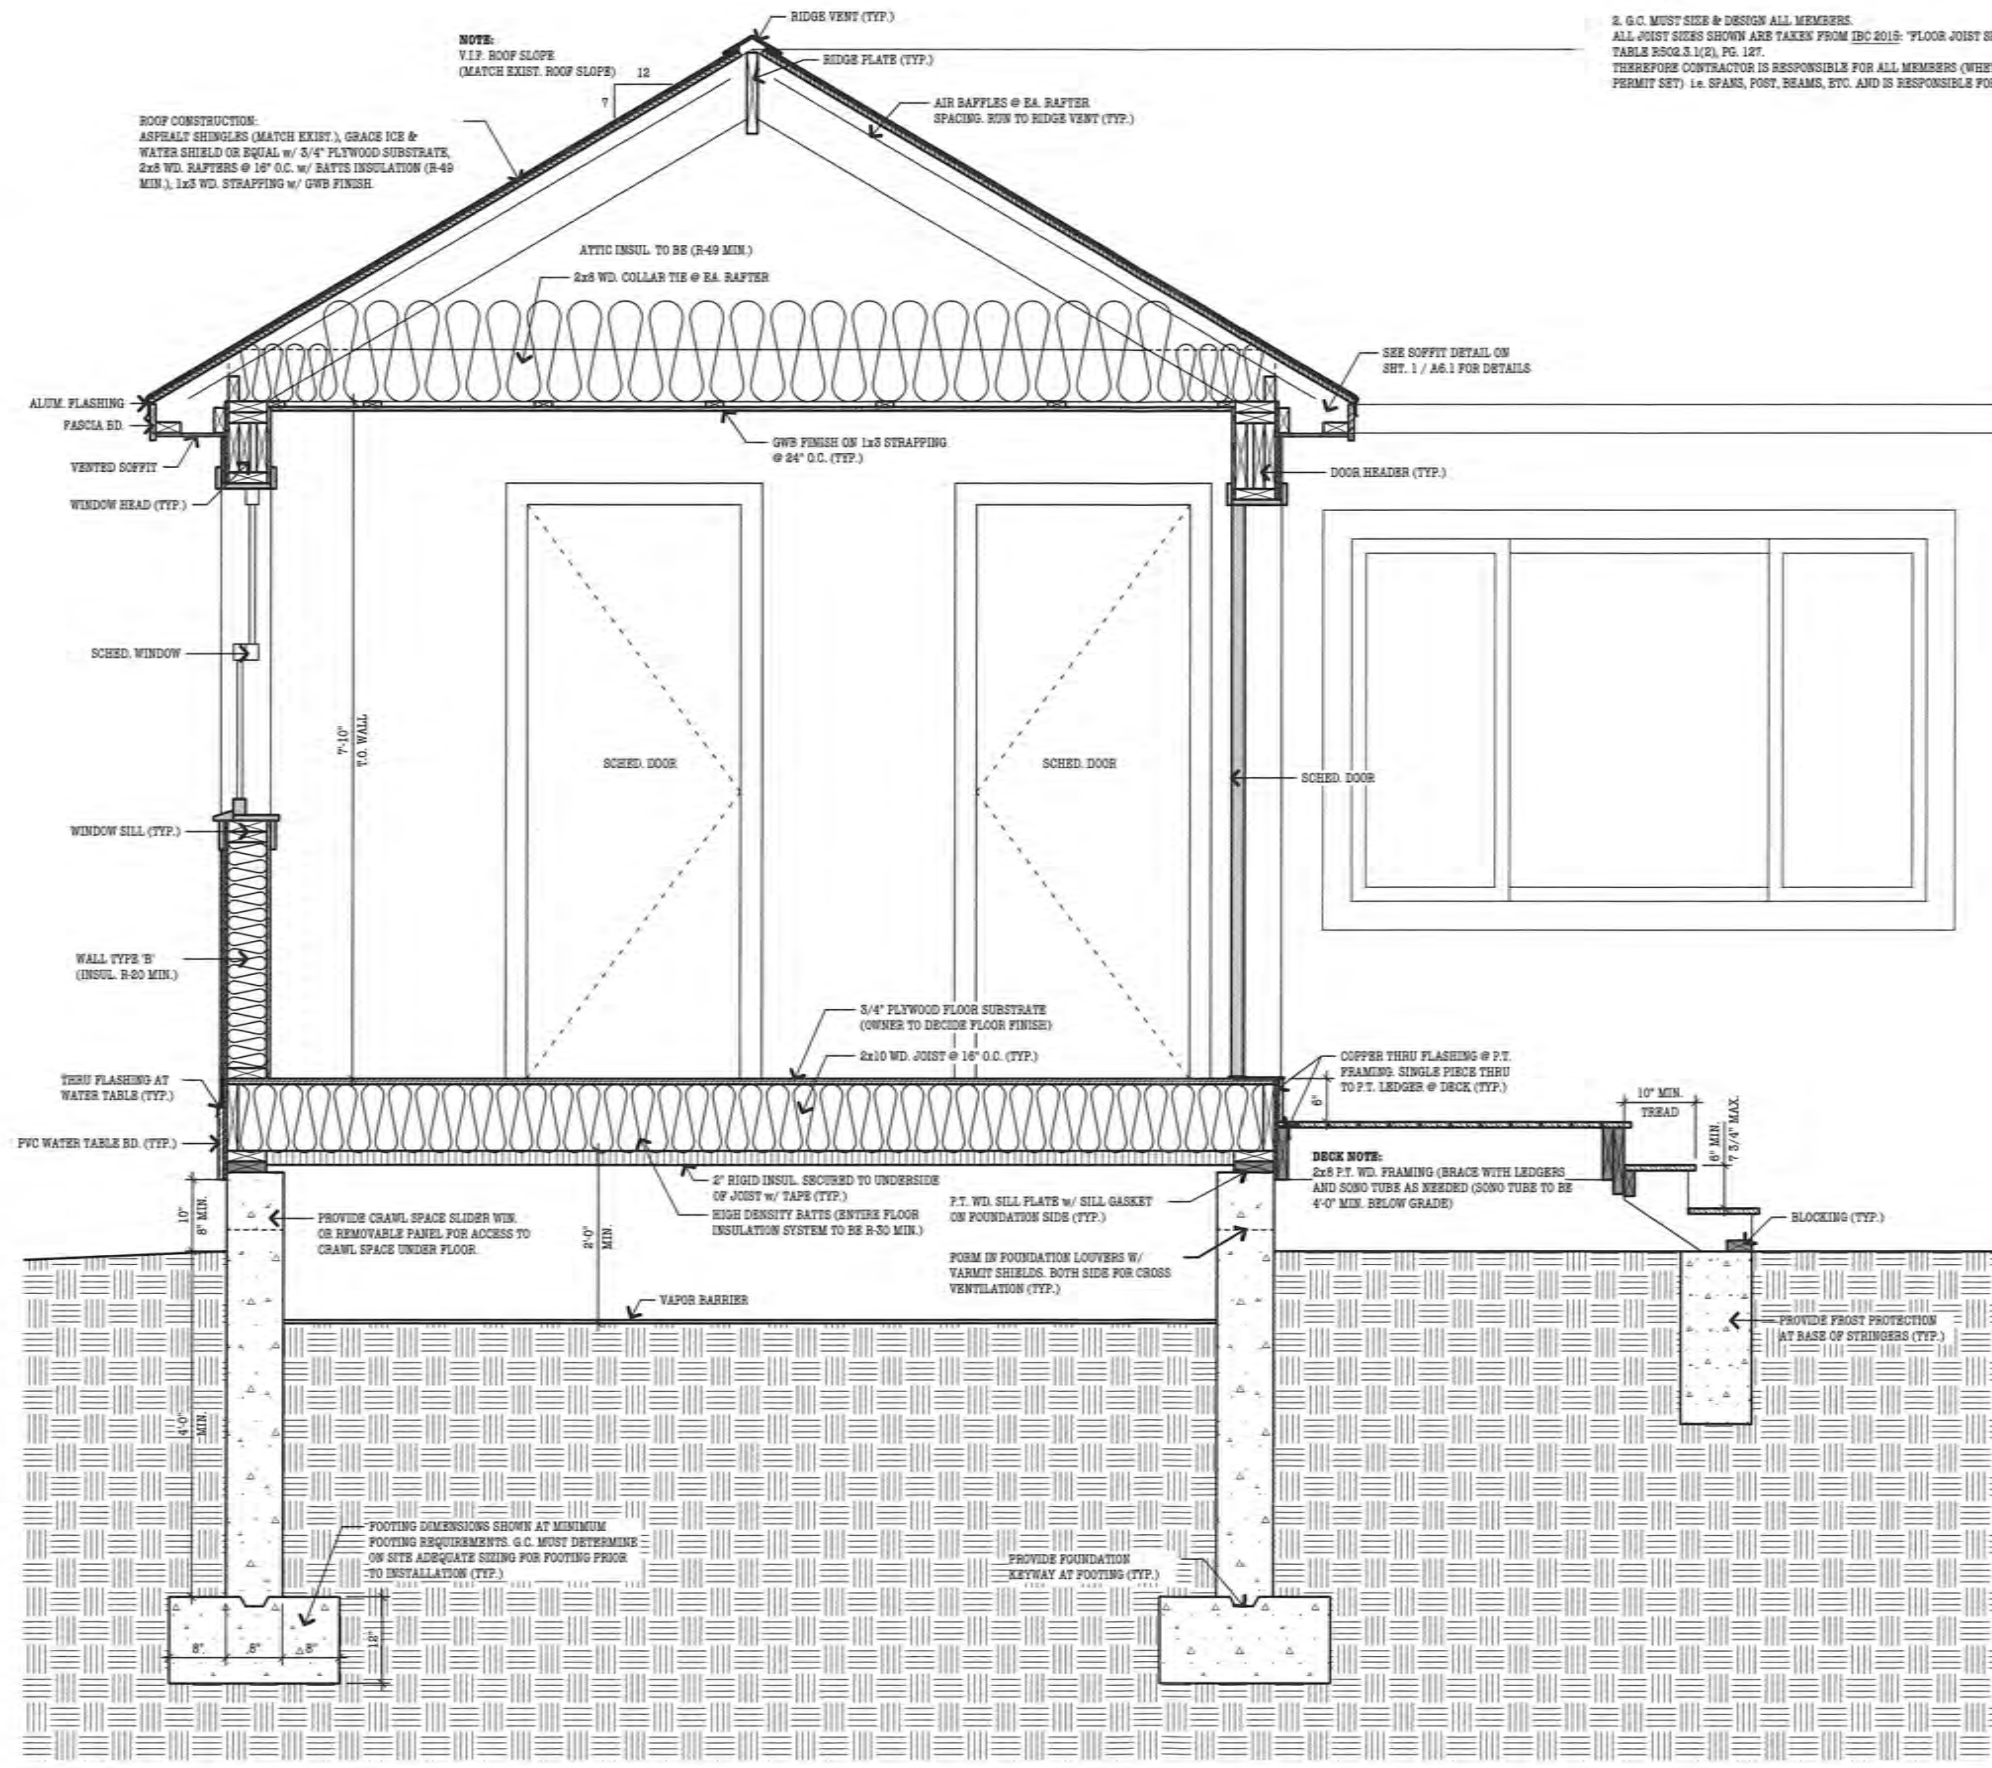 RIDGE VENT (TYP.)
2. G.C. MUST SIZE & DESIGN ALL MEMBERS.
ALL JOIST SIZES SHOWN ARE TAKEN FROM IBC 2015: "FLOOR JOIST
TABLE R502.3.1(2), PG. 127.
THEREFORE CONTRACTOR IS RESPONSIBLE FOR ALL MEMBERS
PERMIT SET) i.e. SPANS, POST, BEAMS, ETC. AND IS RESPONSIBLE
NOTE:
V.I.F. ROOF SLOPE
(MATCH EXIST. ROOF SLOPE)
12
7
RIDGE PLATE (TYP.)
AIR BAFFLES @ EA. RAFTER
SPACING. RUN TO RIDGE VENT (TYP.)
ROOF CONSTRUCTION:
ASPHALT SHINGLES (MATCH EXIST.), GRACE ICE &
WATER SHIELD OR EQUAL w/ 3/4" PLYWOOD SUBSTRATE,
2x8 WD. RAFTERS @ 16" O.C. w/ BATTS INSULATION (R-49
MIN.), 1x3 WD. STRAPPING w/ GWB FINISH.
ATTIC INSUL. TO BE (R-49 MIN.)
2x8 WD. COLLAR TIE @ EA. RAFTER
SEE SOFFIT DETAIL ON
SHT. 1 / A6.1 FOR DETAILS
ALUM. FLASHING
FASCIA BD.
VENTED SOFFIT
WINDOW HEAD (TYP.)
GWB FINISH ON 1x3 STRAPPING
@ 24" O.C. (TYP.)
DOOR HEADER (TYP.)
SCHED. WINDOW
7'-10"
T.O. WALL
SCHED. DOOR
SCHED. DOOR
SCHED. DOOR
WINDOW SILL (TYP.)
WALL TYPE 'B'
(INSUL. R-20 MIN.)
3/4" PLYWOOD FLOOR SUBSTRATE
(OWNER TO DECIDE FLOOR FINISH)
2x10 WD. JOIST @ 16" O.C. (TYP.)
THRU FLASHING AT
WATER TABLE (TYP.)
PVC WATER TABLE BD. (TYP.)
COPPER THRU FLASHING @ P.T.
FRAMING. SINGLE PIECE THRU
TO P.T. LEDGER @ DECK (TYP.)
6"
10" MIN.
TREAD
6" MIN.
7 3/4" MAX.
DECK NOTE:
2x8 P.T. WD. FRAMING (BRACE WITH LEDGERS
AND SONO TUBE AS NEEDED (SONO TUBE TO BE
4'-0" MIN. BELOW GRADE)
2" RIGID INSUL. SECURED TO UNDERSIDE
OF JOIST w/ TAPE (TYP.)
HIGH DENSITY BATTS (ENTIRE FLOOR
INSULATION SYSTEM TO BE R-30 MIN.)
P.T. WD. SILL PLATE w/ SILL GASKET
ON FOUNDATION SIDE (TYP.)
10"
8" MIN.
PROVIDE CRAWL SPACE SLIDER WIN.
OR REMOVABLE PANEL FOR ACCESS TO
CRAWL SPACE UNDER FLOOR.
2'-0"
MIN.
FORM IN FOUNDATION LOUVERS W/
VARMIT SHIELDS. BOTH SIDE FOR CROSS
VENTILATION (TYP.)
BLOCKING (TYP.)
VAPOR BARRIER
PROVIDE FROST PROTECTION
AT BASE OF STRINGERS (TYP.)
4'-0"
MIN.
FOOTING DIMENSIONS SHOWN AT MINIMUM
FOOTING REQUIREMENTS. G.C. MUST DETERMINE
ON SITE ADEQUATE SIZING FOR FOOTING PRIOR
TO INSTALLATION (TYP.)
PROVIDE FOUNDATION
KEYWAY AT FOOTING (TYP.)
8"
8"
8"
12"